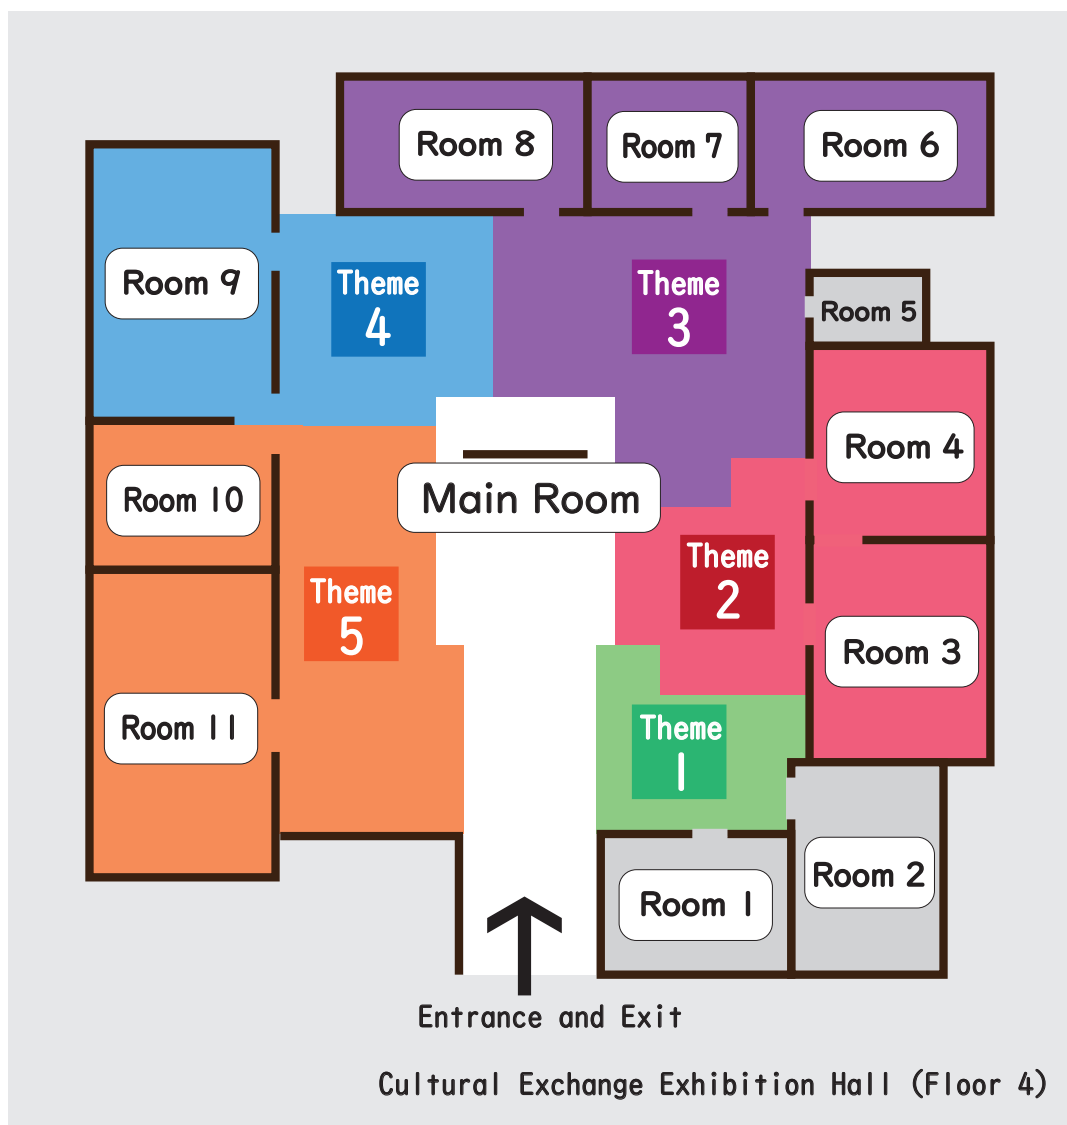 Room 8
Room 7
Room 6
Room 9
Theme
4
Theme
3
Room 5
Room 4
Room 10
Main Room
Theme
2
Theme
5
Room 3
Room 11
Theme
1
Room 2
Room 1
Entrance and Exit
Cultural Exchange Exhibition Hall (Floor 4)